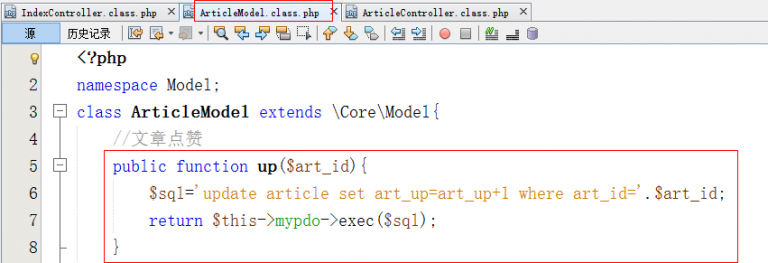 IndexController.class.php ArticleModel.class.php ArticleController.class.php
源 历史记录
<?php
2 namespace Model;
3 class ArticleModel extends \Core\Model{
4 //文章点赞
5 public function up($art_id){
6 $sql='update article set art_up=art_up+1 where art_id='.$art_id;
7 return $this->mypdo->exec($sql);
8 }